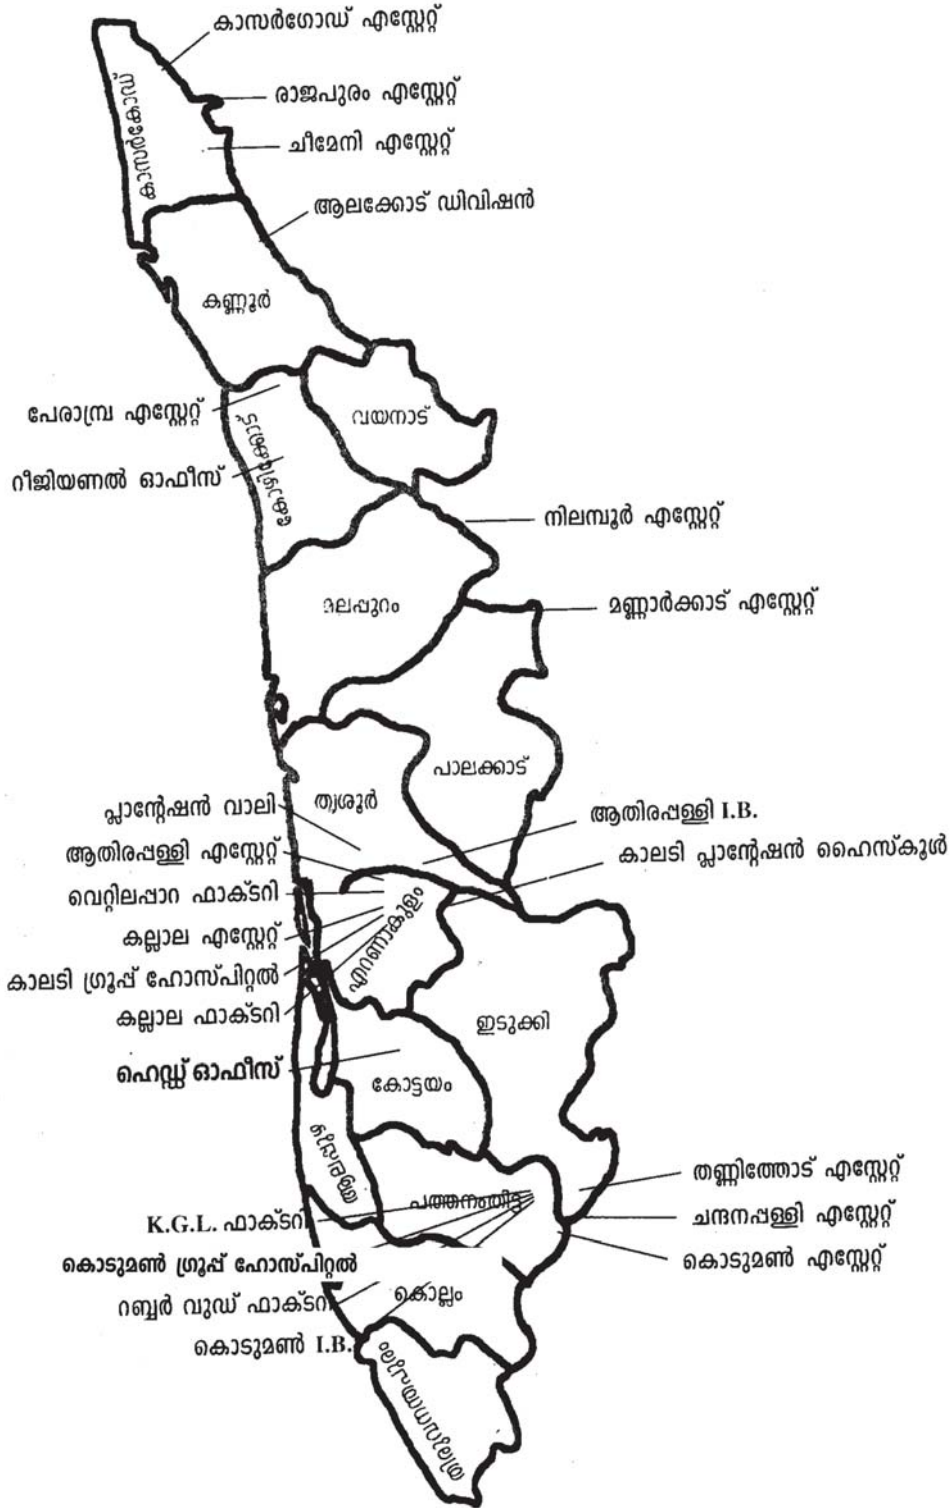 കാസർഗോഡ് എസ്റ്റേറ്റ്
രാജപുരം എസ്റ്റേറ്റ്
കാസർഗോഡ്
ചീമേനി എസ്റ്റേറ്റ്
ആലക്കോട് ഡിവിഷൻ
കണ്ണൂർ
പേരാമ്പ്ര എസ്റ്റേറ്റ്
വയനാട്
കോഴിക്കോട്
റീജിയണൽ ഓഫീസ്
നിലമ്പൂർ എസ്റ്റേറ്റ്
മലപ്പുറം
മണ്ണാർക്കാട് എസ്റ്റേറ്റ്
പാലക്കാട്
തൃശൂർ
പ്ലാന്റേഷൻ വാലി
ആതിരപ്പള്ളി I.B.
ആതിരപ്പള്ളി എസ്റ്റേറ്റ്
കാലടി പ്ലാന്റേഷൻ ഹൈസ്കൂൾ
വെറ്റിലപ്പാറ ഫാക്ടറി
എറണാകുളം
കല്ലാല എസ്റ്റേറ്റ്
കാലടി ഗ്രൂപ്പ് ഹോസ്പിറ്റൽ
കല്ലാല ഫാക്ടറി
ഇടുക്കി
ഹെഡ്ഡ് ഓഫീസ്
കോട്ടയം
ആലപ്പുഴ
തണ്ണിത്തോട് എസ്റ്റേറ്റ്
പത്തനംതിട്ട
K.G.L. ഫാക്ടറി
ചന്ദനപ്പള്ളി എസ്റ്റേറ്റ്
കൊടുമൺ ഗ്രൂപ്പ് ഹോസ്പിറ്റൽ
കൊടുമൺ എസ്റ്റേറ്റ്
റബ്ബർ വുഡ് ഫാക്ടറി
കൊല്ലം
കൊടുമൺ I.B.
തിരുവനന്തപുരം